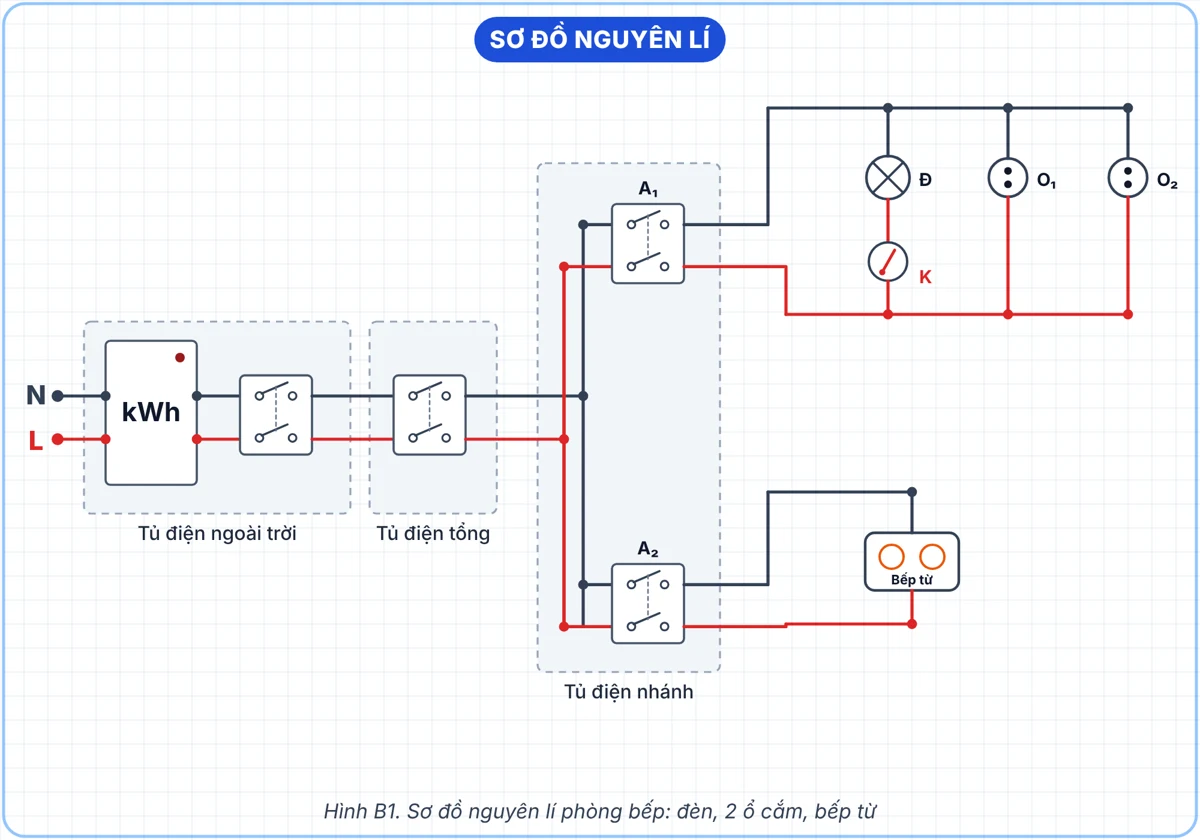 SƠ ĐỒ NGUYÊN LÍ
A₁
Đ
O₁
O₂
K
N
L
kWh
Tủ điện ngoài trời
Tủ điện tổng
A₂
Bếp từ
Tủ điện nhánh
Hình B1. Sơ đồ nguyên lí phòng bếp: đèn, 2 ổ cắm, bếp từ